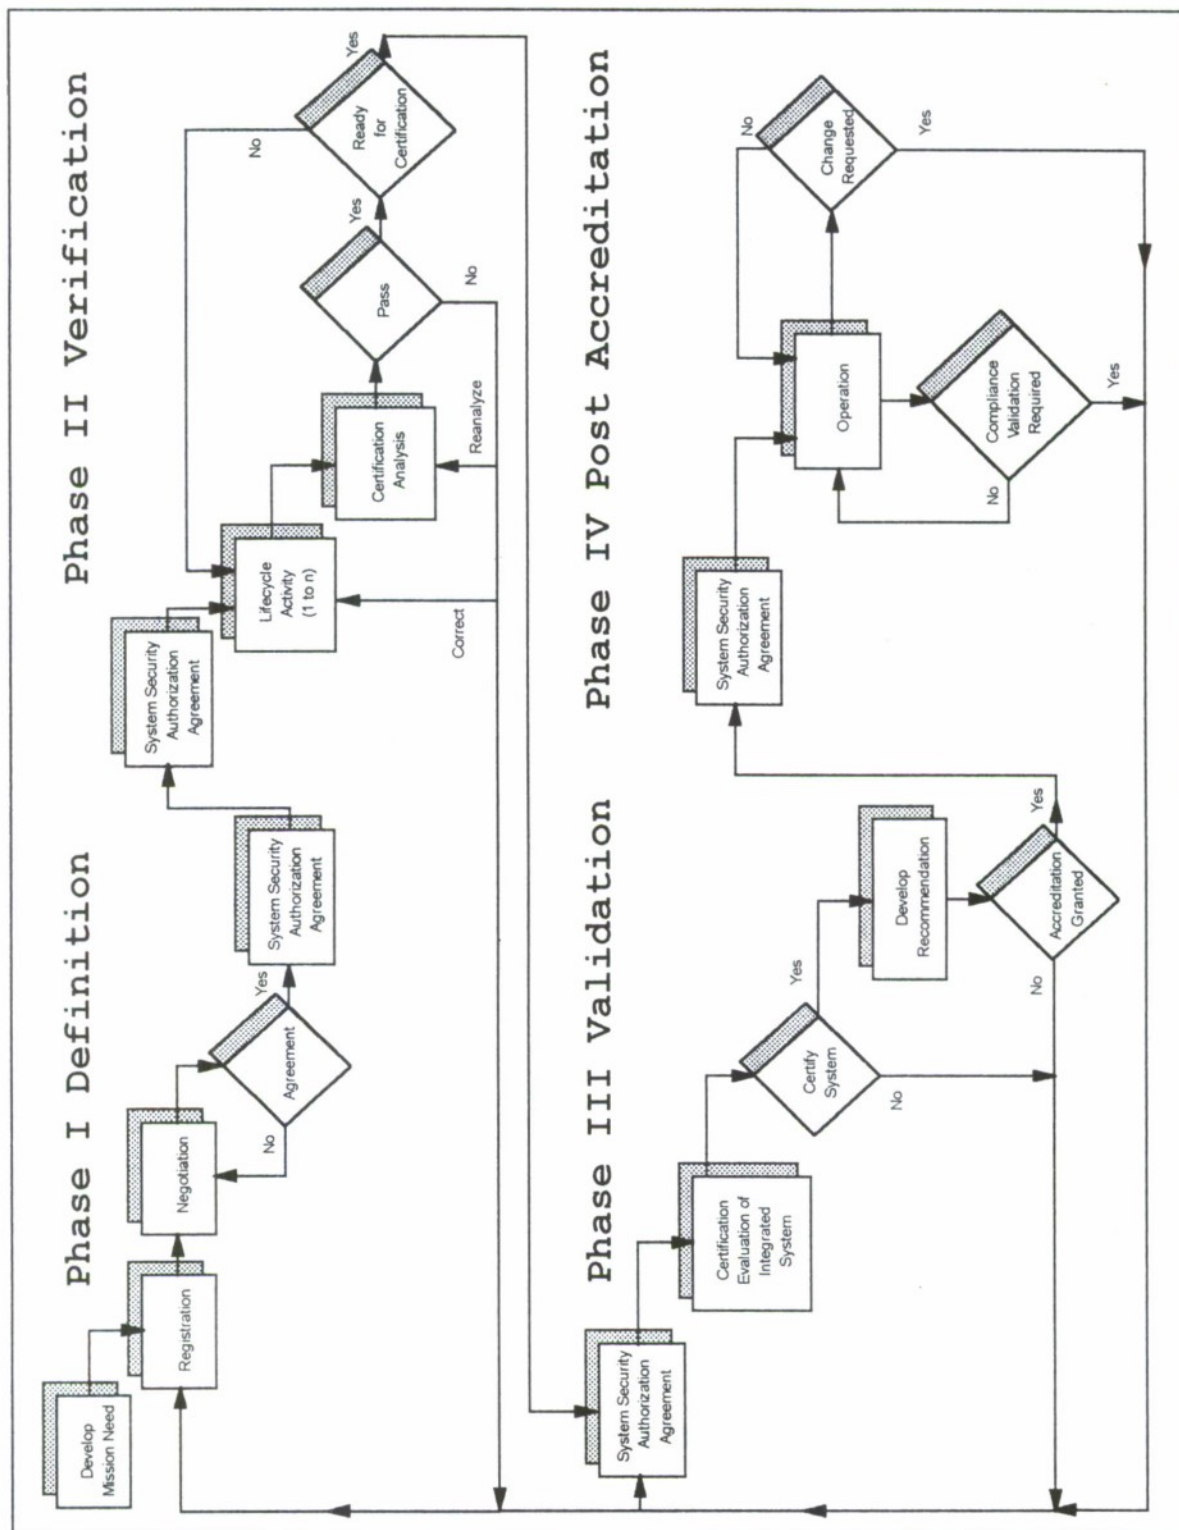 Phase I Definition
Develop
Mission Need
Registration
Negotiation
No
Agreement
Yes
System Security
Authorization
Agreement
Phase II Verification
System Security
Authorization
Agreement
Lifecycle
Activity
(1 to n)
Correct
Certification
Analysis
Reanalyze
Pass
No
Yes
Ready
for
Certification
No
Yes
Phase III Validation
System Security
Authorization
Agreement
Certification
Evaluation of
Integrated
System
Certify
System
No
Yes
Develop
Recommendation
Accreditation
Granted
No
Yes
Phase IV Post Accreditation
System Security
Authorization
Agreement
Operation
No
Compliance
Validation
Required
Yes
Change
Requested
No
Yes